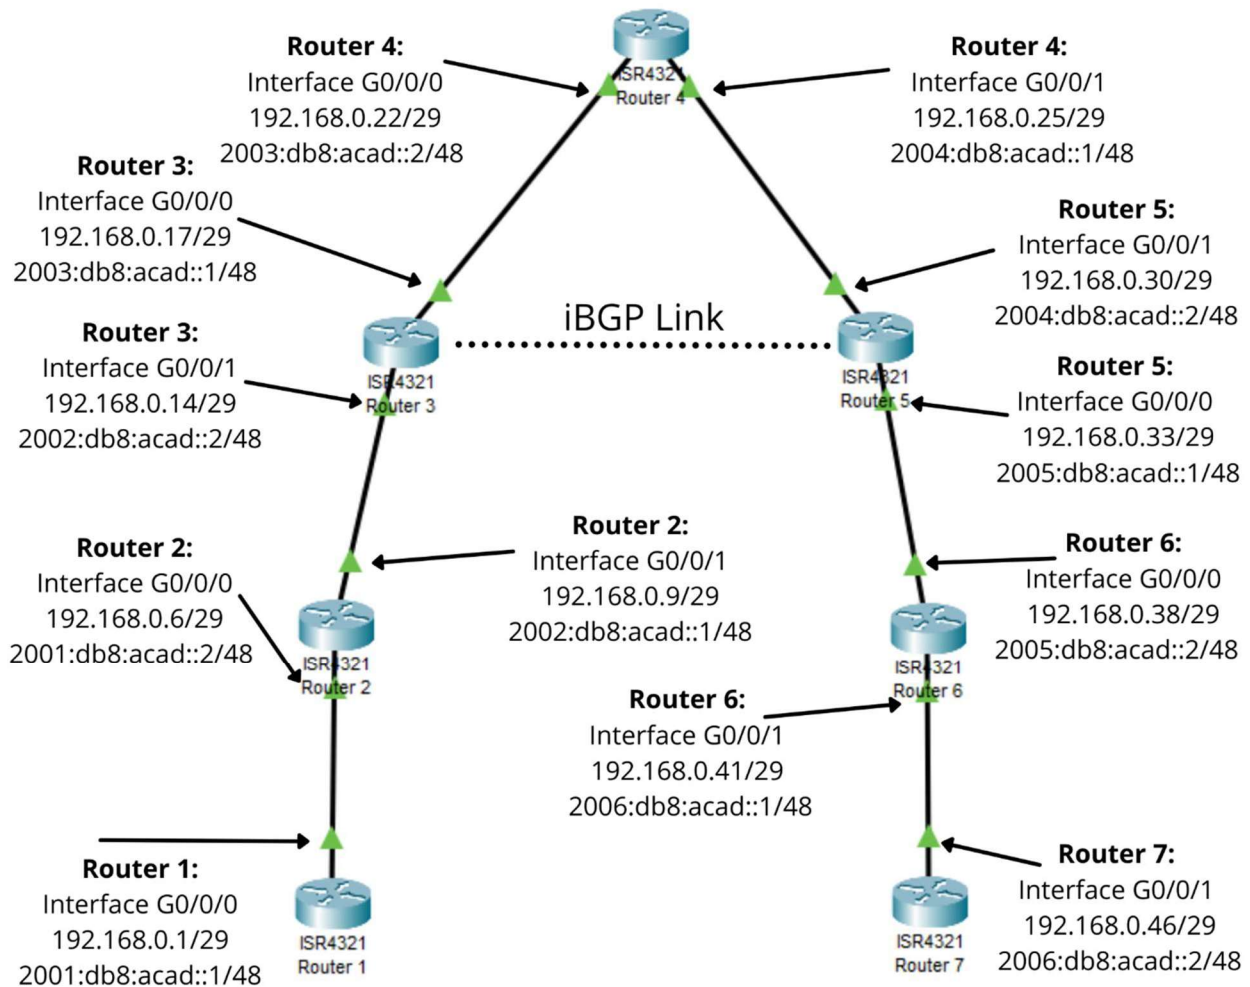 Router 4:
Interface G0/0/0
192.168.0.22/29
2003:db8:acad::2/48
ISR4321
Router 4
Router 4:
Interface G0/0/1
192.168.0.25/29
2004:db8:acad::1/48
Router 3:
Interface G0/0/0
192.168.0.17/29
2003:db8:acad::1/48
Router 5:
Interface G0/0/1
192.168.0.30/29
2004:db8:acad::2/48
iBGP Link
Router 3:
Interface G0/0/1
192.168.0.14/29
2002:db8:acad::2/48
ISR4321
Router 3
ISR4321
Router 5
Router 5:
Interface G0/0/0
192.168.0.33/29
2005:db8:acad::1/48
Router 2:
Interface G0/0/0
192.168.0.6/29
2001:db8:acad::2/48
Router 2:
Interface G0/0/1
192.168.0.9/29
2002:db8:acad::1/48
Router 6:
Interface G0/0/0
192.168.0.38/29
2005:db8:acad::2/48
ISR4321
Router 2
ISR4321
Router 6
Router 6:
Interface G0/0/1
192.168.0.41/29
2006:db8:acad::1/48
Router 1:
Interface G0/0/0
192.168.0.1/29
2001:db8:acad::1/48
ISR4321
Router 1
ISR4321
Router 7
Router 7:
Interface G0/0/1
192.168.0.46/29
2006:db8:acad::2/48